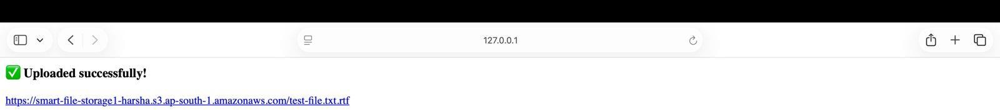 127.0.0.1
✅ Uploaded successfully!
https://smart-file-storage1-harsha.s3.ap-south-1.amazonaws.com/test-file.txt.rtf